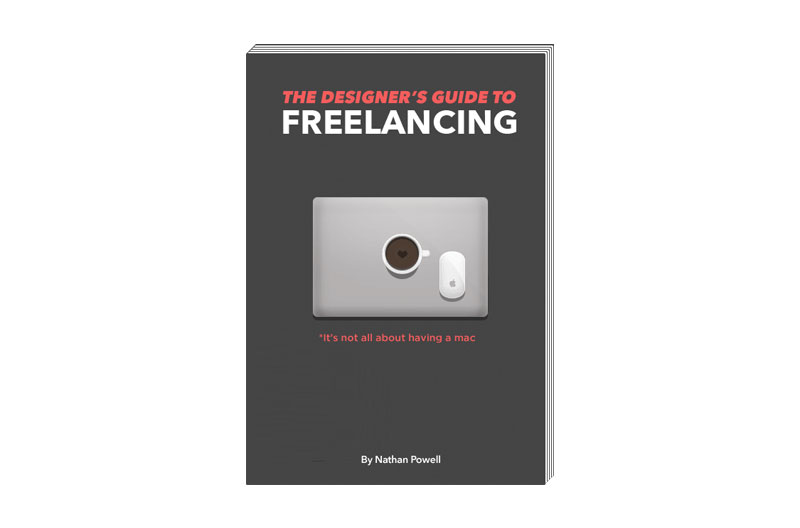 THE DESIGNER'S GUIDE TO
FREELANCING
*It's not all about having a mac
By Nathan Powell